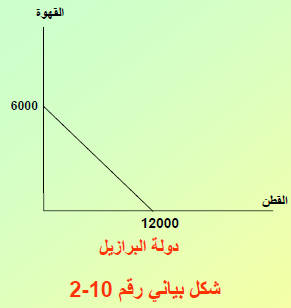 القهوة
6000
القطن
12000
دولة البرازيل
شكل بياني رقم 10-2